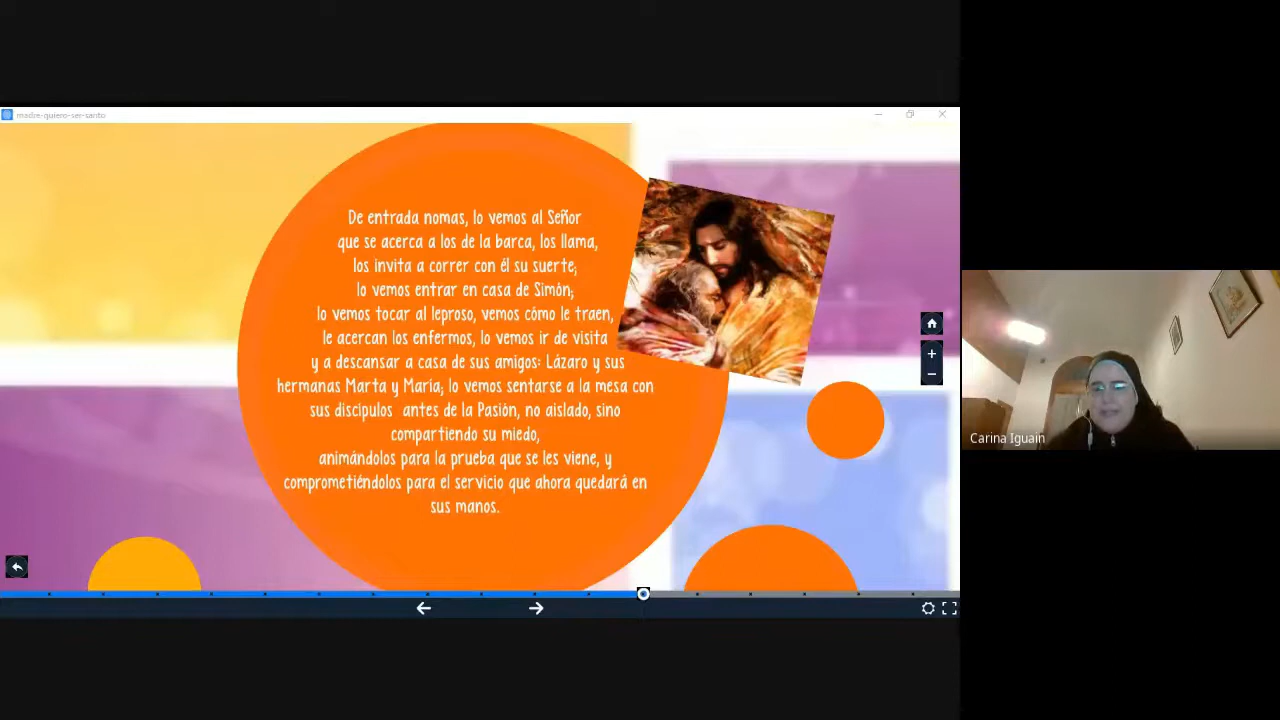 madre-quiero-ser-santo
De entrada nomas, lo vemos al Señor
que se acerca a los de la barca, los llama,
los invita a correr con él su suerte;
lo vemos entrar en casa de Simón;
lo vemos tocar al leproso, vemos cómo le traen,
le acercan los enfermos, lo vemos ir de visita
y a descansar a casa de sus amigos: Lázaro y sus
hermanas Marta y María; lo vemos sentarse a la mesa con
sus discípulos antes de la Pasión, no aislado, sino
compartiendo su miedo,
animándolos para la prueba que se les viene, y
comprometiéndolos para el servicio que ahora quedará en
sus manos.
Carina Iguain